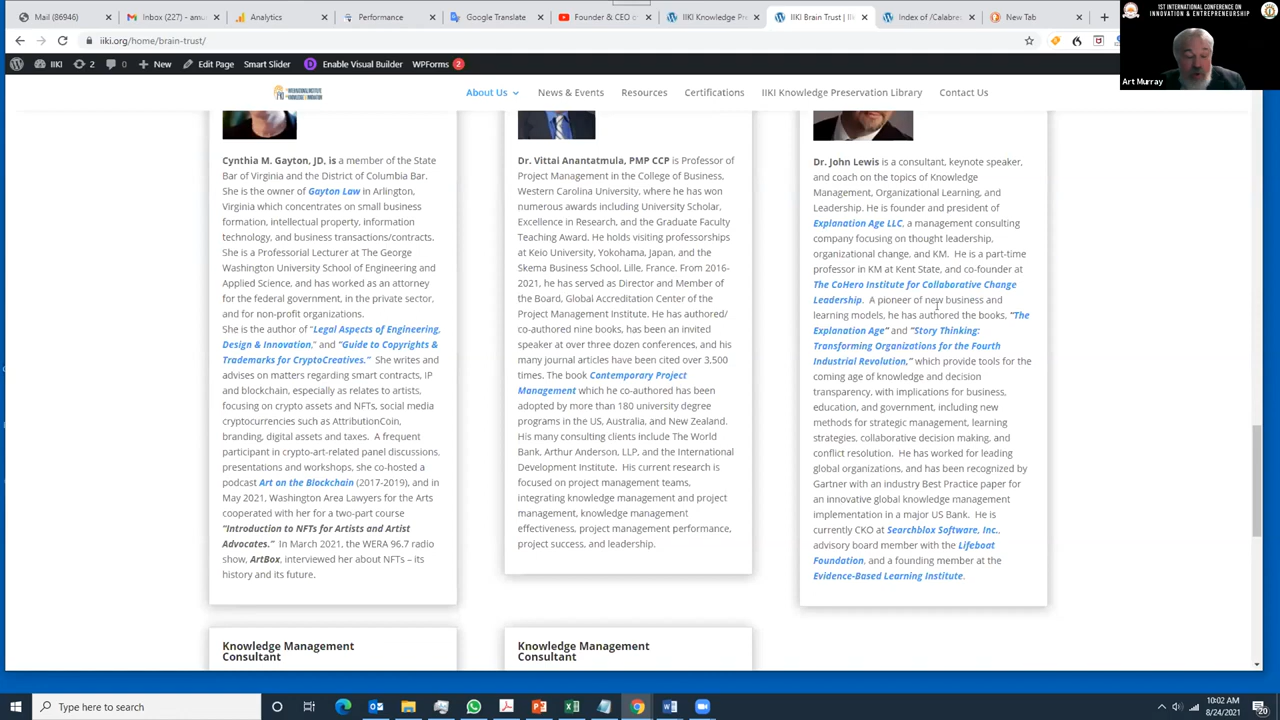 Mail (86946)
Inbox (227) - amu
Analytics
Performance
Google Translate
Founder & CEO o
IIKI Knowledge Pr
IIKI Brain Trust | II
Index of /Calabre
New Tab
iiki.org/home/brain-trust/
IIKI
2
0
New
Edit Page
Smart Slider
Enable Visual Builder
WPForms 2
1ST INTERNATIONAL CONFERENCE ON
INNOVATION & ENTREPRENEURSHIP
Art Murray
About Us
News & Events
Resources
Certifications
IIKI Knowledge Preservation Library
Contact Us
Cynthia M. Gayton, JD, is a member of the State
Bar of Virginia and the District of Columbia Bar.
She is the owner of Gayton Law in Arlington,
Virginia which concentrates on small business
formation, intellectual property, information
technology, and business transactions/contracts.
She is a Professorial Lecturer at The George
Washington University School of Engineering and
Applied Science, and has worked as an attorney
for the federal government, in the private sector,
and for non-profit organizations.
She is the author of “Legal Aspects of Engineering,
Design & Innovation,” and “Guide to Copyrights &
Trademarks for CryptoCreatives.” She writes and
advises on matters regarding smart contracts, IP
and blockchain, especially as relates to artists,
focusing on crypto assets and NFTs, social media
cryptocurrencies such as AttributionCoin,
branding, digital assets and taxes. A frequent
participant in crypto-art-related panel discussions,
presentations and workshops, she co-hosted a
podcast Art on the Blockchain (2017-2019), and in
May 2021, Washington Area Lawyers for the Arts
cooperated with her for a two-part course
“Introduction to NFTs for Artists and Artist
Advocates.” In March 2021, the WERA 96.7 radio
show, ArtBox, interviewed her about NFTs – its
history and its future.
Dr. Vittai Anantatmula, PMP CCP is Professor of
Project Management in the College of Business,
Western Carolina University, where he has won
numerous awards including University Scholar,
Excellence in Research, and the Graduate Faculty
Teaching Award. He holds visiting professorships
at Keio University, Yokohama, Japan, and the
Skema Business School, Lille, France. From 2016-
2021, he has served as Director and Member of
the Board, Global Accreditation Center of the
Project Management Institute. He has authored/
co-authored nine books, has been an invited
speaker at over three dozen conferences, and his
many journal articles have been cited over 3,500
times. The book Contemporary Project
Management which he co-authored has been
adopted by more than 180 university degree
programs in the US, Australia, and New Zealand.
His many consulting clients include The World
Bank, Arthur Anderson, LLP, and the International
Development Institute. His current research is
focused on project management teams,
integrating knowledge management and project
management, knowledge management
effectiveness, project management performance,
project success, and leadership.
Dr. John Lewis is a consultant, keynote speaker,
and coach on the topics of Knowledge
Management, Organizational Learning, and
Leadership. He is founder and president of
Explanation Age LLC, a management consulting
company focusing on thought leadership,
organizational change, and KM. He is a part-time
professor in KM at Kent State, and co-founder at
The CoHero Institute for Collaborative Change
Leadership. A pioneer of new business and
learning models, he has authored the books, “The
Explanation Age” and “Story Thinking:
Transforming Organizations for the Fourth
Industrial Revolution,” which provide tools for the
coming age of knowledge and decision
transparency, with implications for business,
education, and government, including new
methods for strategic management, learning
strategies, collaborative decision making, and
conflict resolution. He has worked for leading
global organizations, and has been recognized by
Gartner with an industry Best Practice paper for
an innovative global knowledge management
implementation in a major US Bank. He is
currently CKO at Searchblox Software, Inc.,
advisory board member with the Lifeboat
Foundation, and a founding member at the
Evidence-Based Learning Institute.
Knowledge Management
Consultant
Knowledge Management
Consultant
Type here to search
10:02 AM
8/24/2021
20